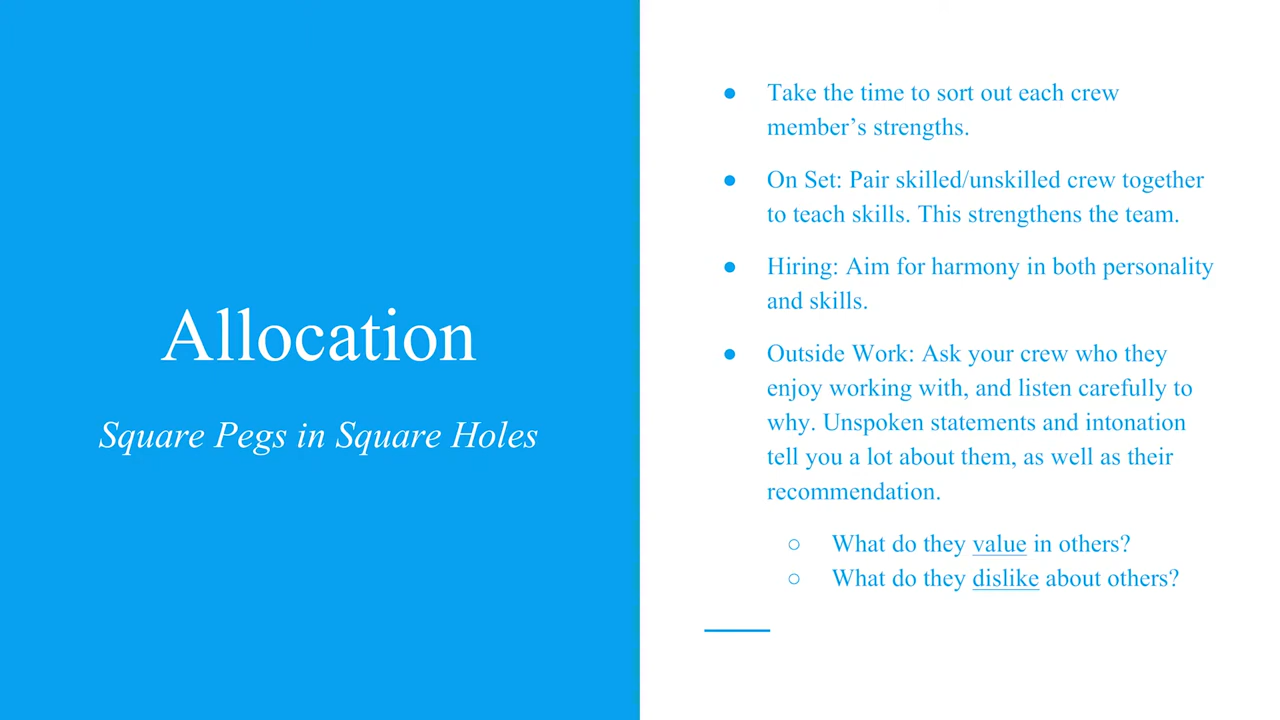 Allocation
Square Pegs in Square Holes
● Take the time to sort out each crew
member’s strengths.
● On Set: Pair skilled/unskilled crew together
to teach skills. This strengthens the team.
● Hiring: Aim for harmony in both personality
and skills.
● Outside Work: Ask your crew who they
enjoy working with, and listen carefully to
why. Unspoken statements and intonation
tell you a lot about them, as well as their
recommendation.
○ What do they value in others?
○ What do they dislike about others?